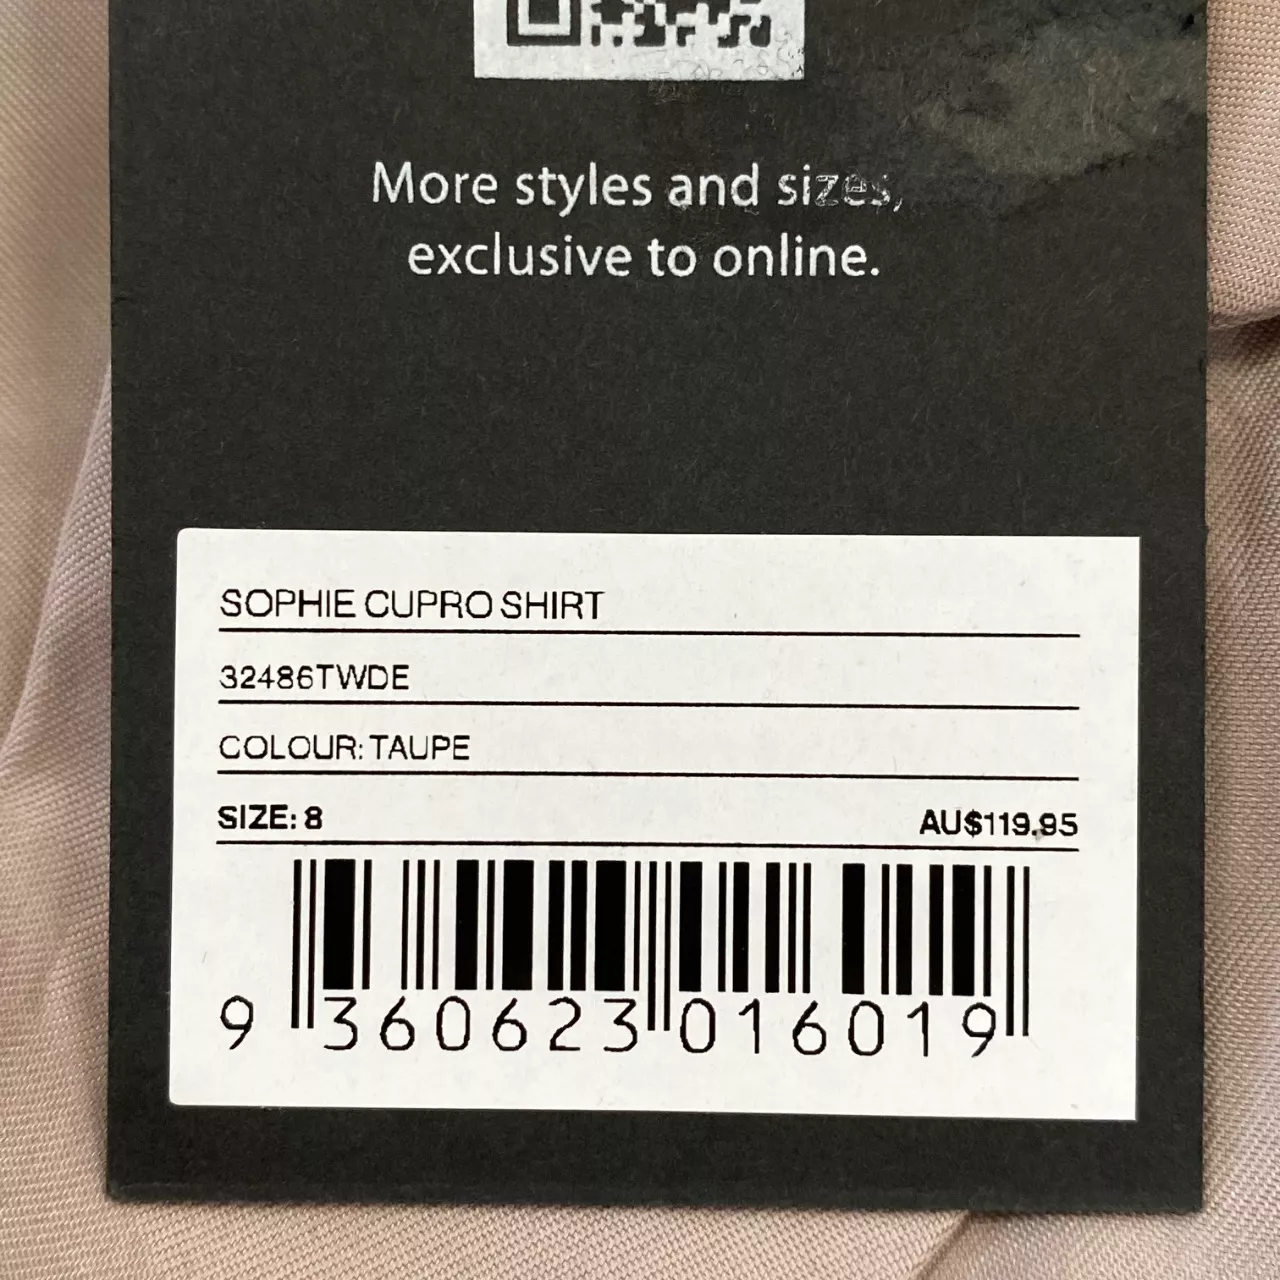 More styles and sizes,
exclusive to online.
SOPHIE CUPRO SHIRT
32486TWDE
COLOUR: TAUPE
SIZE: 8 AU$119.95
9 360623 016019